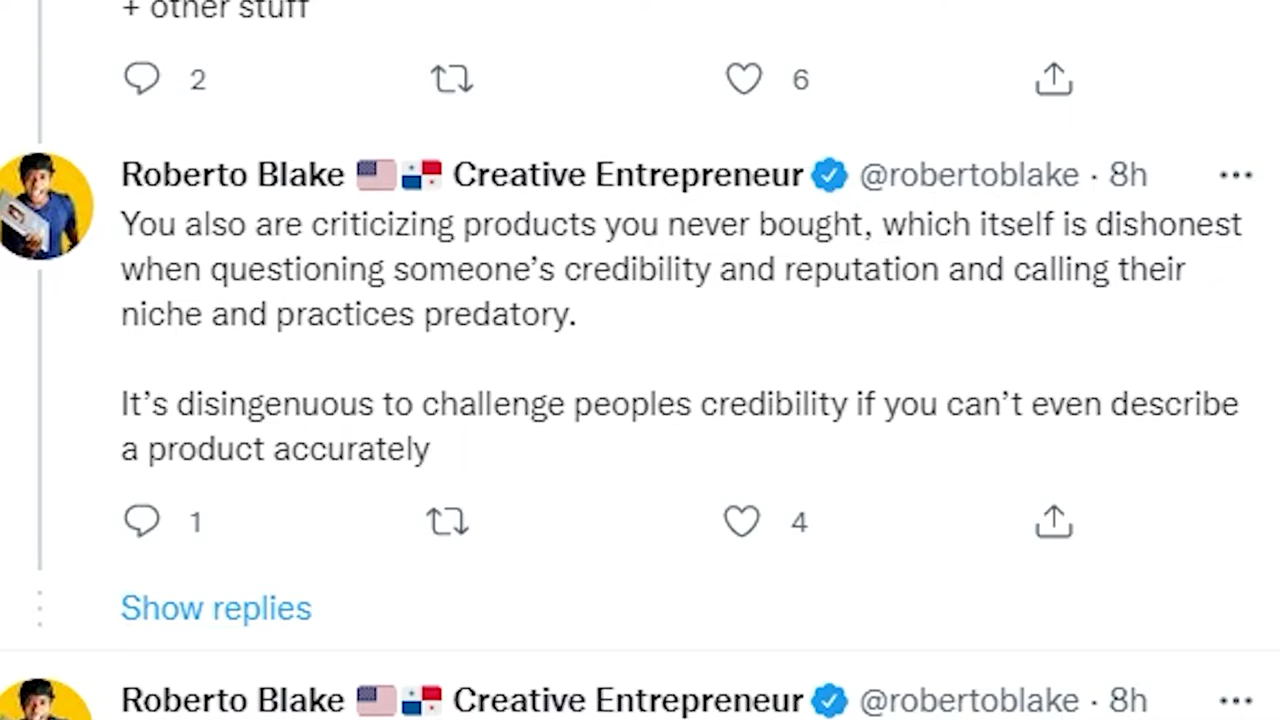 + other stuff
2
6
Roberto Blake 🇺🇸🇵🇦 Creative Entrepreneur @robertoblake · 8h
You also are criticizing products you never bought, which itself is dishonest
when questioning someone’s credibility and reputation and calling their
niche and practices predatory.
It’s disingenuous to challenge peoples credibility if you can’t even describe
a product accurately
1
4
Show replies
Roberto Blake 🇺🇸🇵🇦 Creative Entrepreneur @robertoblake · 8h